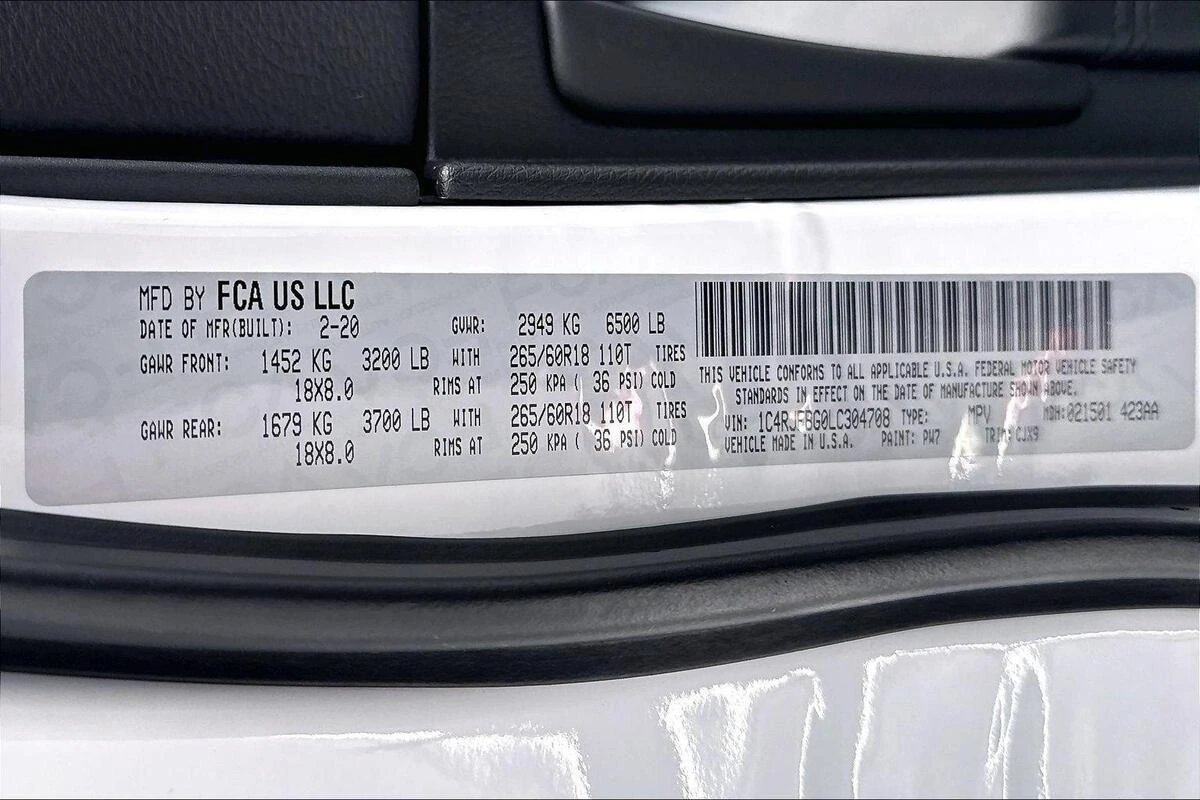 MFD BY FCA US LLC
DATE OF MFR(BUILT): 2-20 GVWR: 2949 KG 6500 LB
GAWR FRONT: 1452 KG 3200 LB WITH 265/60R18 110T TIRES
18X8.0 RIMS AT 250 KPA ( 36 PSI) COLD
GAWR REAR: 1679 KG 3700 LB WITH 265/60R18 110T TIRES
18X8.0 RIMS AT 250 KPA ( 36 PSI) COLD
THIS VEHICLE CONFORMS TO ALL APPLICABLE U.S.A. FEDERAL MOTOR VEHICLE SAFETY
STANDARDS IN EFFECT ON THE DATE OF MANUFACTURE SHOWN ABOVE.
VIN: 1C4RJFBG0LC304708 TYPE: MPV MDH:021501 423AA
VEHICLE MADE IN U.S.A. PAINT: PW7 TRIM:CJX9